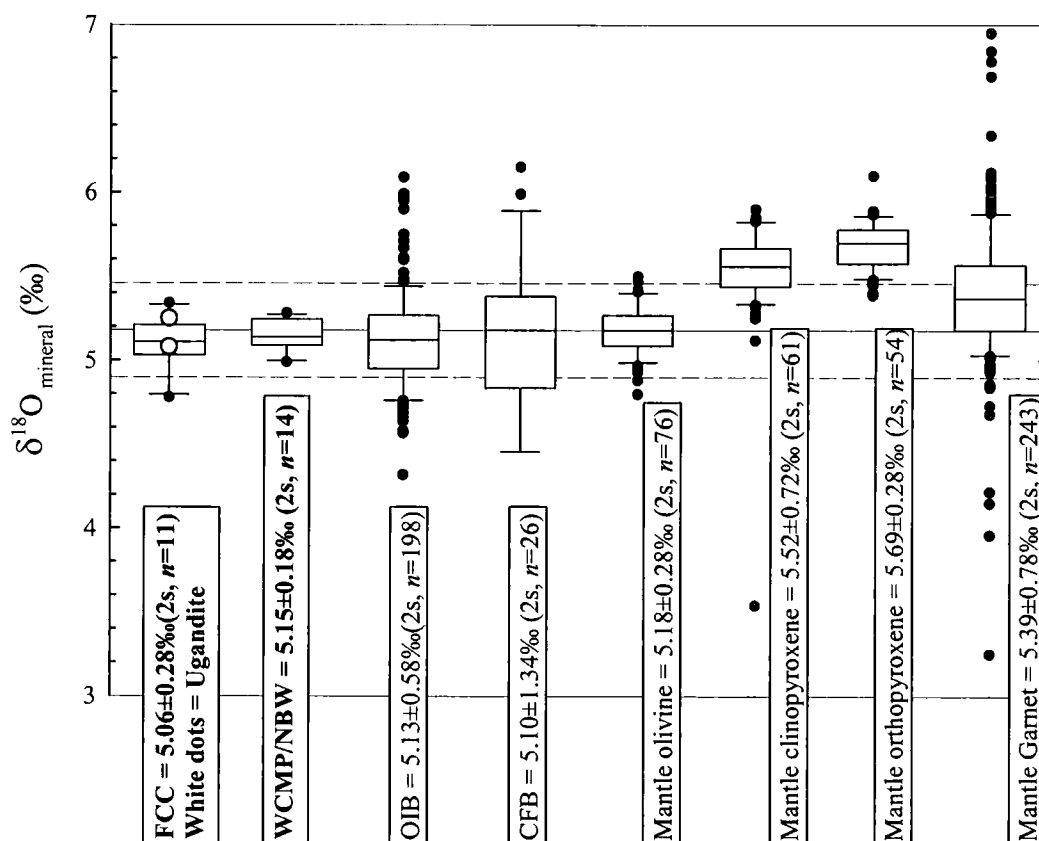 7
6
5
4
3
δ¹⁸O mineral (‰)
FCC = 5.06±0.28‰(2s, n=11)
White dots = Ugandite
WCMP/NBW = 5.15±0.18‰ (2s, n=14)
OIB = 5.13±0.58‰(2s, n=198)
CFB = 5.10±1.34‰ (2s, n=26)
Mantle olivine = 5.18±0.28‰ (2s, n=76)
Mantle clinopyroxene = 5.52±0.72‰ (2s, n=61)
Mantle orthopyroxene = 5.69±0.28‰ (2s, n=54)
Mantle Garnet = 5.39±0.78‰ (2s, n=243)